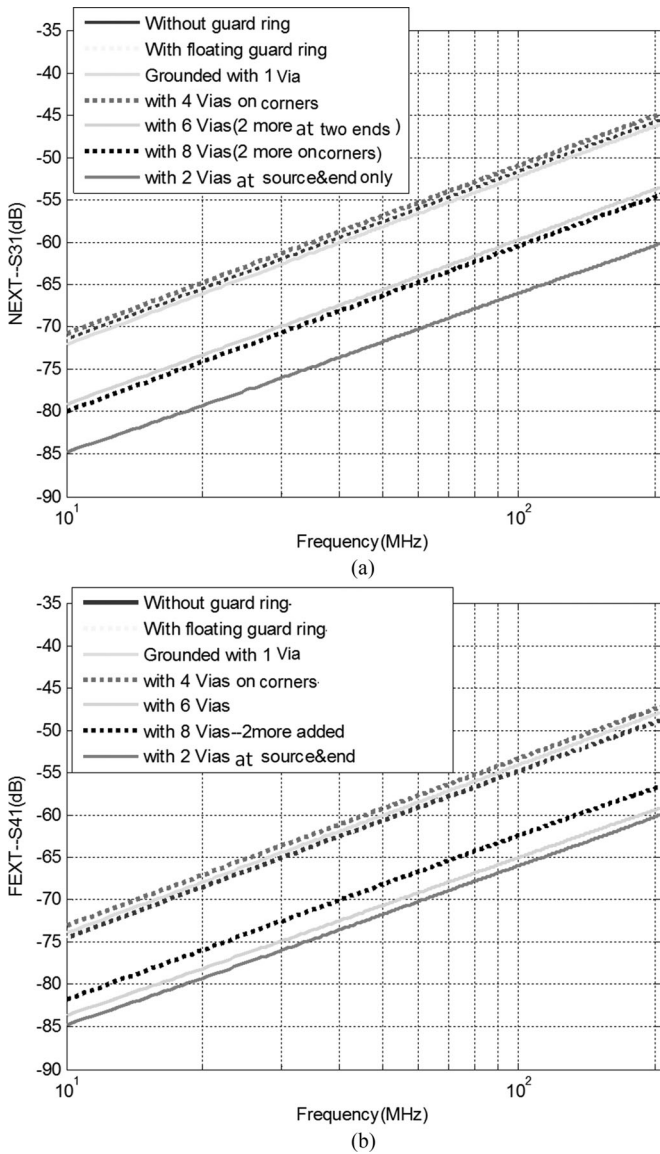 Without guard ring
With floating guard ring
Grounded with 1 Via
with 4 Vias on corners
with 6 Vias(2 more at two ends )
with 8 Vias(2 more on corners)
with 2 Vias at source&end only
-35
-40
-45
-50
-55
-60
-65
-70
-75
-80
-85
-90
NEXT--S31(dB)
10^1
10^2
Frequency(MHz)
(a)
Without guard ring
With floating guard ring
Grounded with 1 Via
with 4 Vias on corners
with 6 Vias
with 8 Vias--2more added
with 2 Vias at source&end
-35
-40
-45
-50
-55
-60
-65
-70
-75
-80
-85
-90
FEXT--S41(dB)
10^1
10^2
Frequency(MHz)
(b)